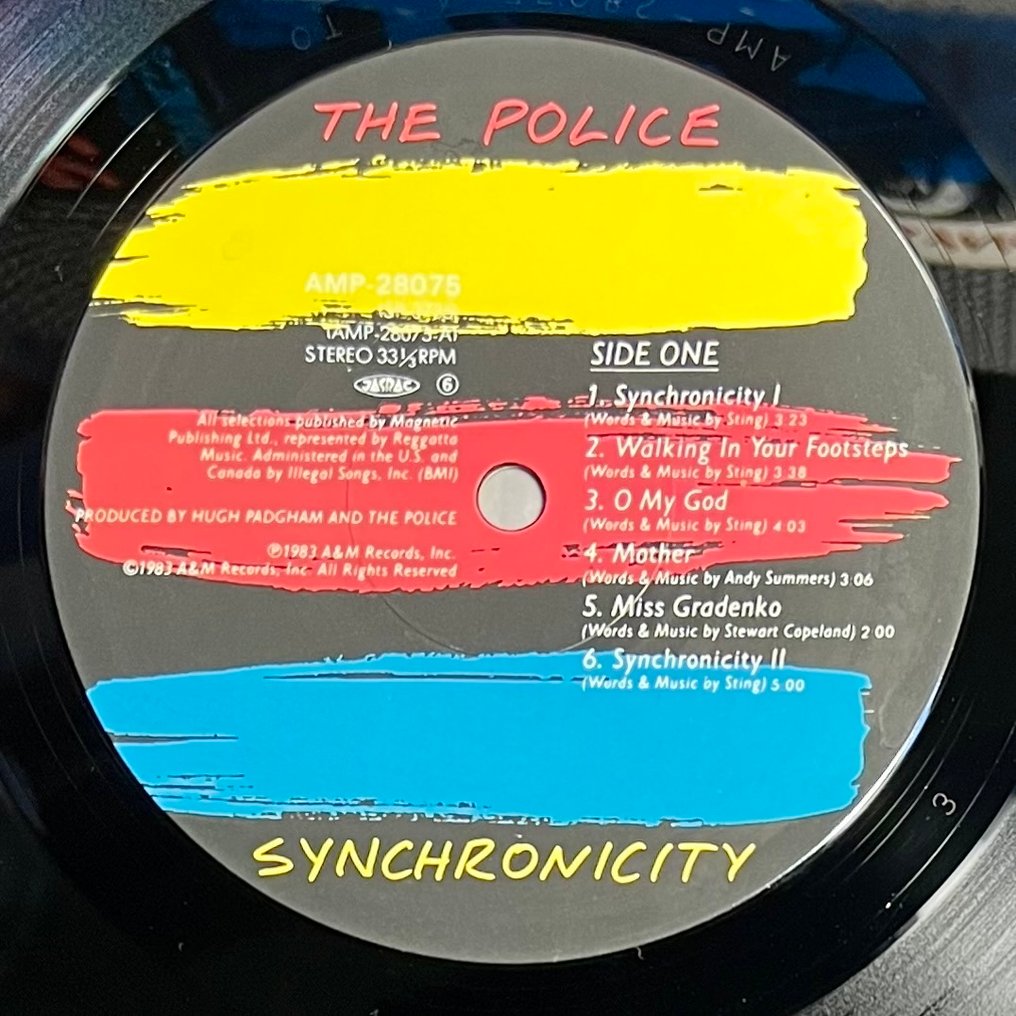 AMP - 28075
TO
THE POLICE
AMP-28075
(AMP-28075-A)
STEREO 33⅓RPM
JASRAC 6
All selections published by Magnetic
Publishing Ltd., represented by Reggatta
Music. Administered in the U.S. and
Canada by Illegal Songs, Inc. (BMI)
PRODUCED BY HUGH PADGHAM AND THE POLICE
℗1983 A&M Records, Inc.
©1983 A&M Records, Inc. All Rights Reserved
SIDE ONE
1. Synchronicity I
(Words & Music by Sting) 3:23
2. Walking In Your Footsteps
(Words & Music by Sting) 3:38
3. O My God
(Words & Music by Sting) 4:03
4. Mother
(Words & Music by Andy Summers) 3:06
5. Miss Gradenko
(Words & Music by Stewart Copeland) 2:00
6. Synchronicity II
(Words & Music by Sting) 5:00
SYNCHRONICITY
3